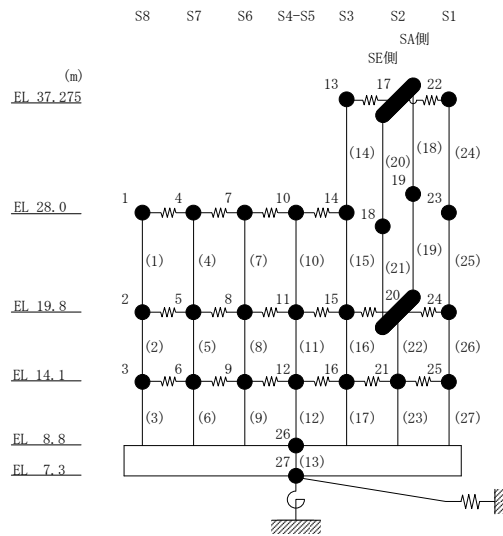 S8 S7 S6 S4-S5 S3 S2 S1
SA側
SE側
(m)
13 17 22
EL 37.275
(14) (20) (18) (24)
19
1 4 7 10 14 18 23
EL 28.0
(1) (4) (7) (10) (15) (21) (19) (25)
2 5 8 11 15 20 24
EL 19.8
(2) (5) (8) (11) (16) (22) (26)
3 6 9 12 16 21 25
EL 14.1
(3) (6) (9) (12) (17) (23) (27)
26
EL 8.8
27 (13)
EL 7.3